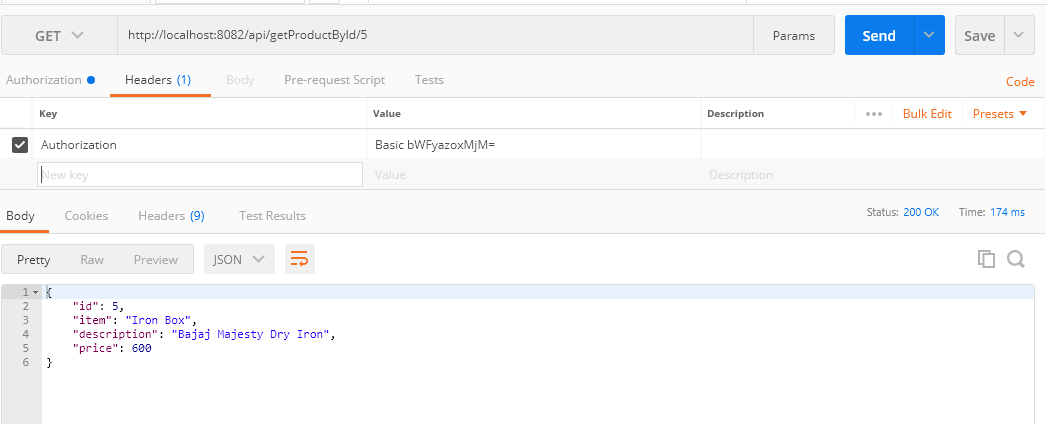 GET http://localhost:8082/api/getProductById/5 Params Send Save
Authorization Headers (1) Body Pre-request Script Tests Code
Key Value Description ••• Bulk Edit Presets
Authorization Basic bWFyazoxMjM=
New key Value Description
Body Cookies Headers (9) Test Results Status: 200 OK Time: 174 ms
Pretty Raw Preview JSON
1 {
2 "id": 5,
3 "item": "Iron Box",
4 "description": "Bajaj Majesty Dry Iron",
5 "price": 600
6 }